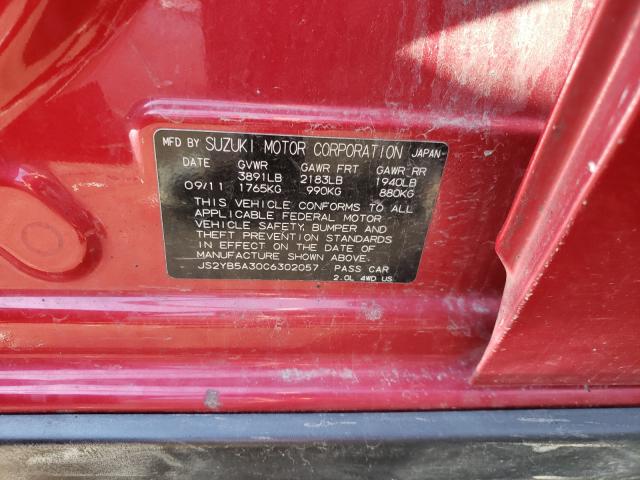 MFD BY SUZUKI MOTOR CORPORATION JAPAN
DATE GVWR GAWR FRT GAWR RR
3891LB 2183LB 1940LB
09/11 1765KG 990KG 880KG
THIS VEHICLE CONFORMS TO ALL
APPLICABLE FEDERAL MOTOR
VEHICLE SAFETY, BUMPER AND
THEFT PREVENTION STANDARDS
IN EFFECT ON THE DATE OF
MANUFACTURE SHOWN ABOVE.
JS2YB5A30C6302057 PASS CAR
2.0L 4WD US